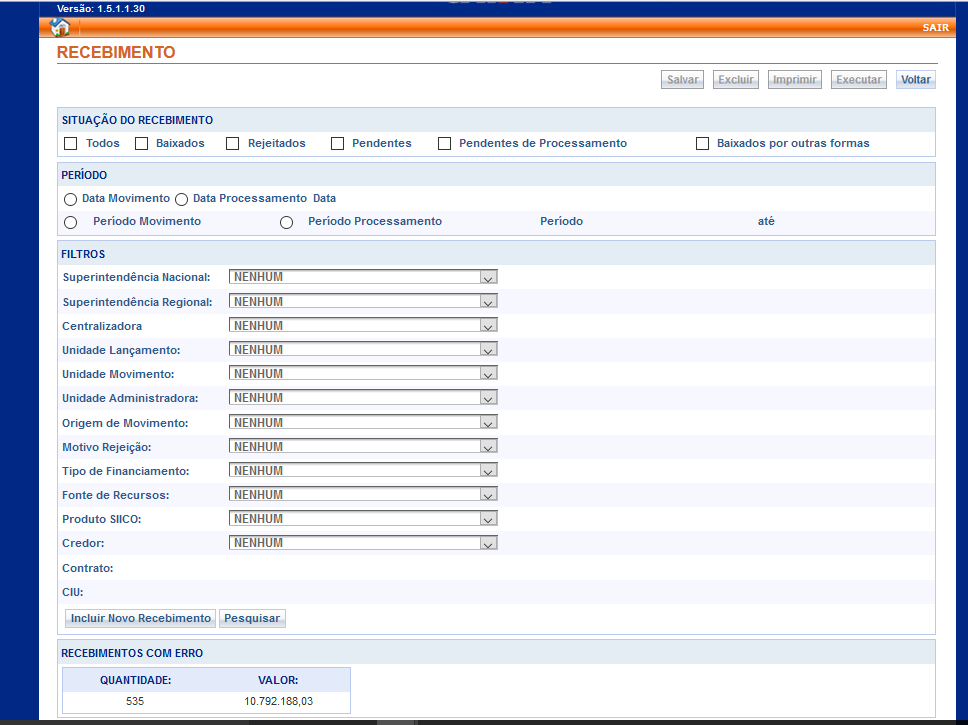 Versão: 1.5.1.1.30
SAIR
RECEBIMENTO
Salvar Excluir Imprimir Executar Voltar
SITUAÇÃO DO RECEBIMENTO
Todos Baixados Rejeitados Pendentes Pendentes de Processamento Baixados por outras formas
PERÍODO
Data Movimento Data Processamento Data
Período Movimento Período Processamento Período até
FILTROS
Superintendência Nacional: NENHUM
Superintendência Regional: NENHUM
Centralizadora NENHUM
Unidade Lançamento: NENHUM
Unidade Movimento: NENHUM
Unidade Administradora: NENHUM
Origem de Movimento: NENHUM
Motivo Rejeição: NENHUM
Tipo de Financiamento: NENHUM
Fonte de Recursos: NENHUM
Produto SIICO: NENHUM
Credor: NENHUM
Contrato:
CIU:
Incluir Novo Recebimento Pesquisar
RECEBIMENTOS COM ERRO
QUANTIDADE: VALOR:
535 10.792.188,03